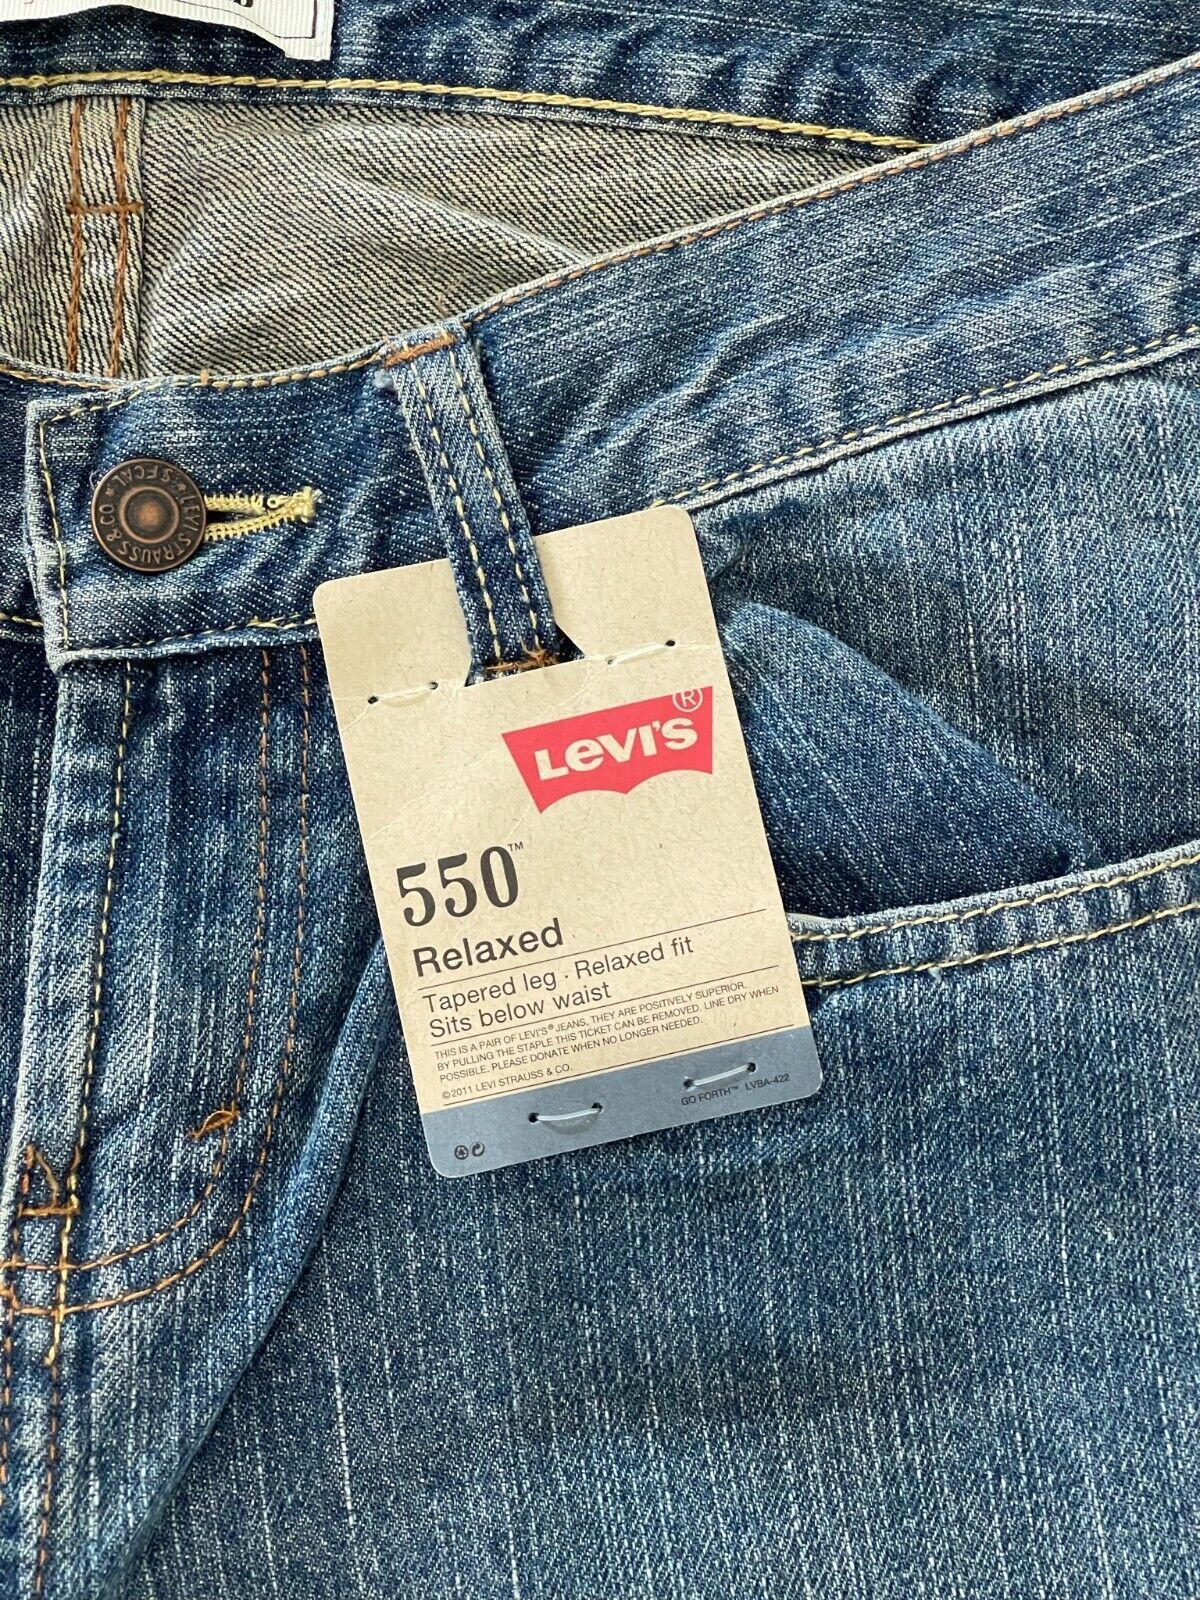 LEVI STRAUSS & CO
S.F.CAL
LEVI'S®
550™
Relaxed
Tapered leg · Relaxed fit
Sits below waist
THIS IS A PAIR OF LEVI'S® JEANS, THEY ARE POSITIVELY SUPERIOR.
BY PULLING THE STAPLE THIS TICKET CAN BE REMOVED. LINE DRY WHEN
POSSIBLE. PLEASE DONATE WHEN NO LONGER NEEDED.
©2011 LEVI STRAUSS & CO.
GO FORTH™ LVBA-422